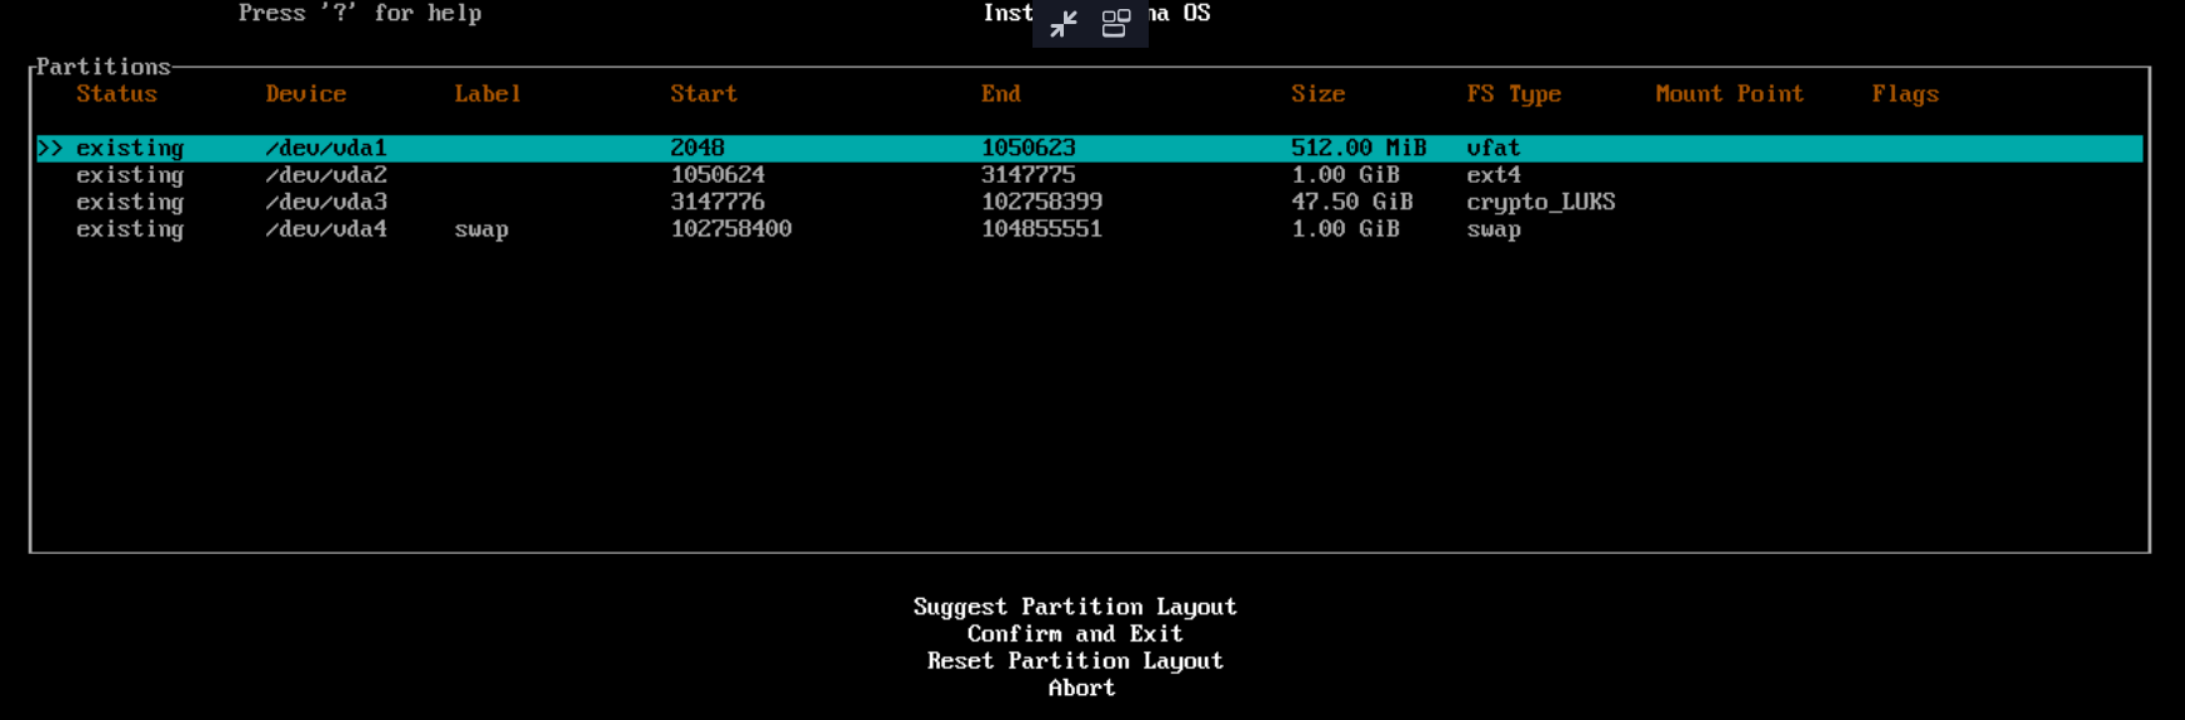 Press '?' for help Inst na OS
Partitions
Status Device Label Start End Size FS Type Mount Point Flags
>> existing /dev/vda1 2048 1050623 512.00 MiB vfat
existing /dev/vda2 1050624 3147775 1.00 GiB ext4
existing /dev/vda3 3147776 102758399 47.50 GiB crypto_LUKS
existing /dev/vda4 swap 102758400 104855551 1.00 GiB swap
Suggest Partition Layout
Confirm and Exit
Reset Partition Layout
Abort